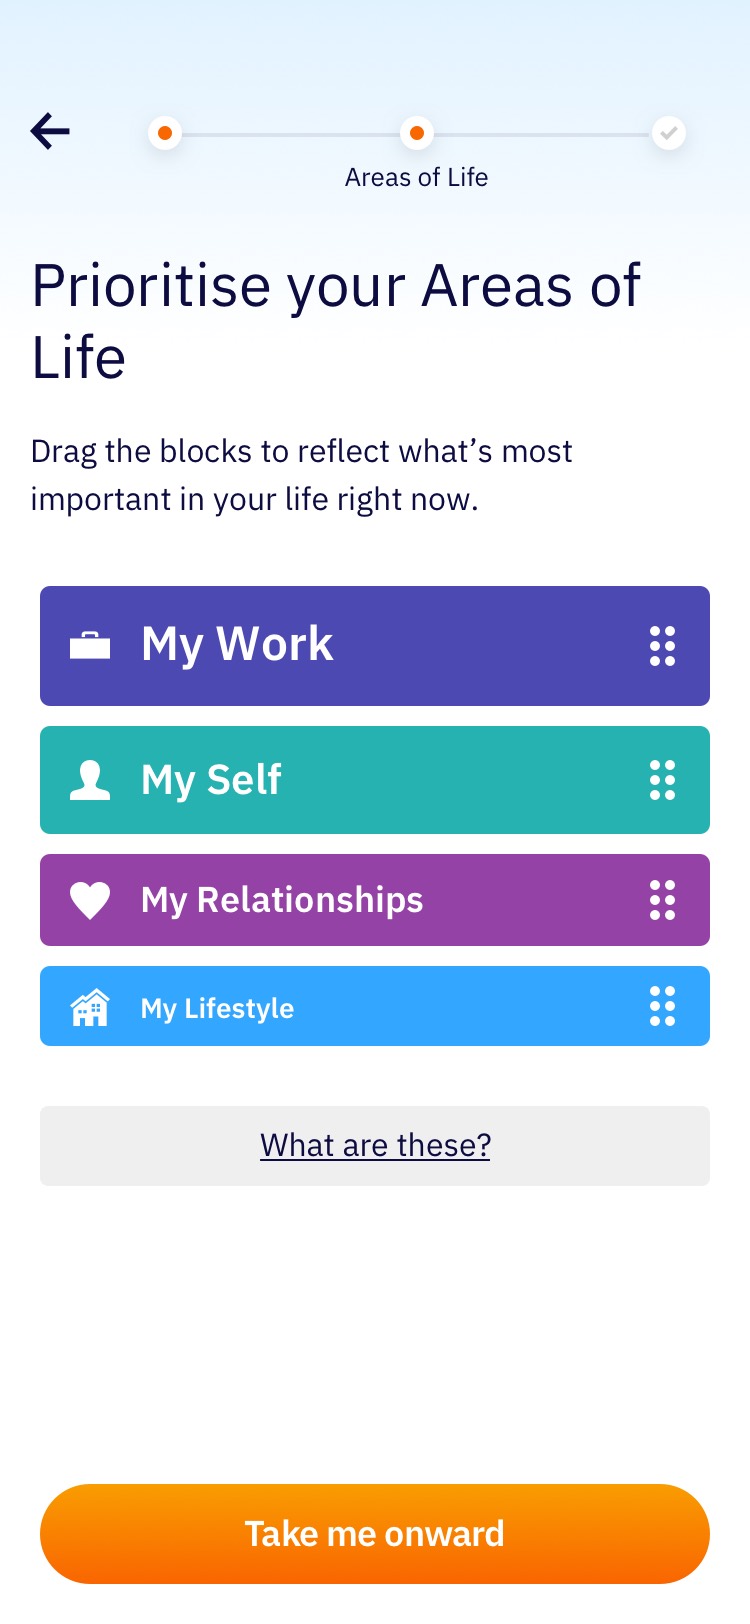 Areas of Life
Prioritise your Areas of
Life
Drag the blocks to reflect what’s most
important in your life right now.
My Work
My Self
My Relationships
My Lifestyle
What are these?
Take me onward